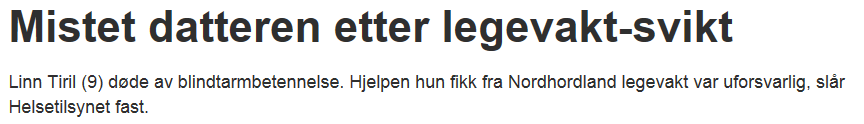 Mistet datteren etter legevakt-svikt
Linn Tiril (9) døde av blindtarmbetennelse. Hjelpen hun fikk fra Nordhordland legevakt var uforsvarlig, slår
Helsetilsynet fast.